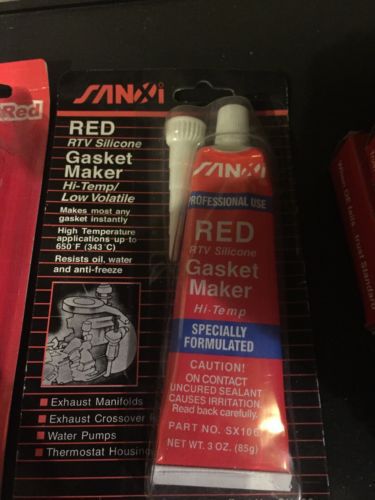 Red
SANXi
RED
RTV Silicone
Gasket
Maker
Hi-Temp/
Low Volatile
Makes most any
gasket instantly
High Temperature
applications up to
650 F (343 C)
Resists oil, water
and anti-freeze
Exhaust Manifolds
Exhaust Crossover
Water Pumps
Thermostat Housing
SANXi
PROFESSIONAL USE
RED
RTV Silicone
Gasket
Maker
Hi-Temp
SPECIALLY
FORMULATED
CAUTION!
ON CONTACT
UNCURED SEALANT
CAUSES IRRITATION:
Read back carefully.
PART NO. SX106
NET WT. 3 OZ. (85g)